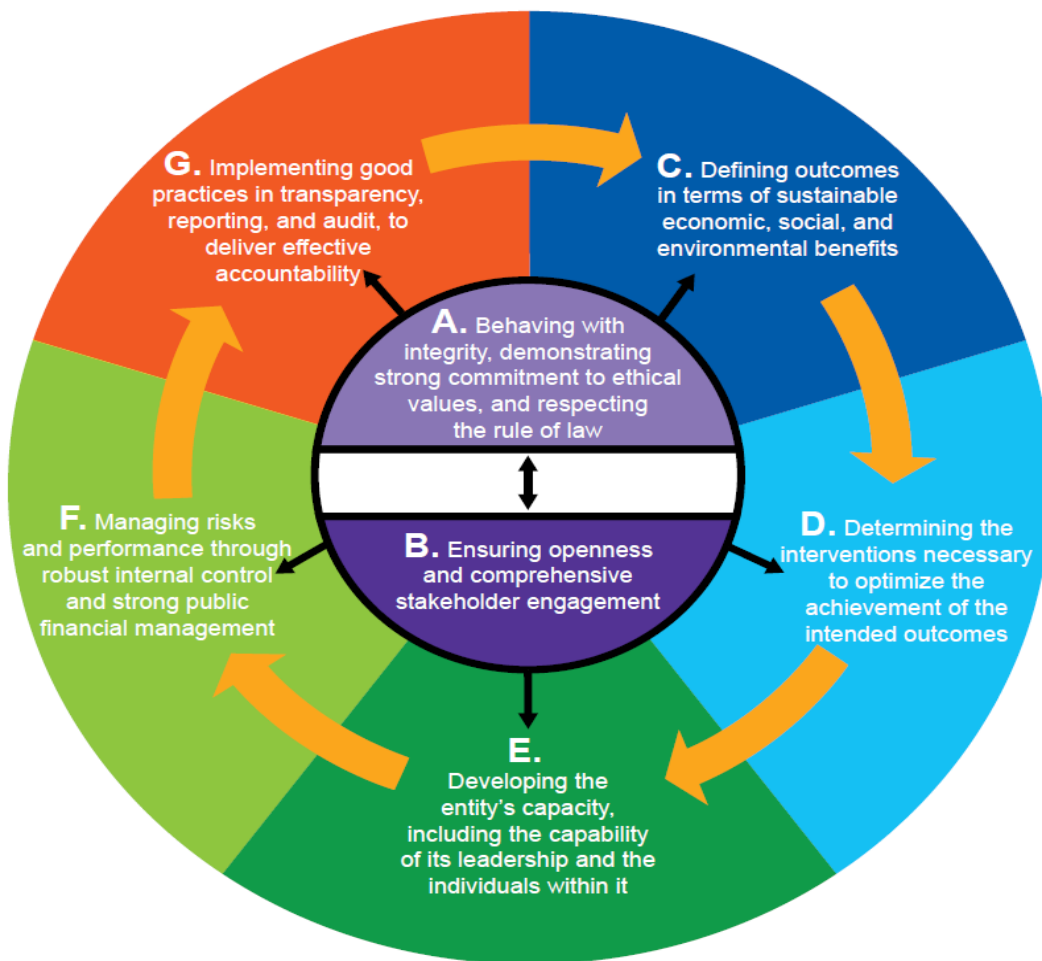 A. Behaving with
integrity, demonstrating
strong commitment to ethical
values, and respecting
the rule of law
B. Ensuring openness
and comprehensive
stakeholder engagement
C. Defining outcomes
in terms of sustainable
economic, social, and
environmental benefits
D. Determining the
interventions necessary
to optimize the
achievement of the
intended outcomes
E.
Developing the
entity's capacity,
including the capability
of its leadership and the
individuals within it
F. Managing risks
and performance through
robust internal control
and strong public
financial management
G. Implementing good
practices in transparency,
reporting, and audit, to
deliver effective
accountability